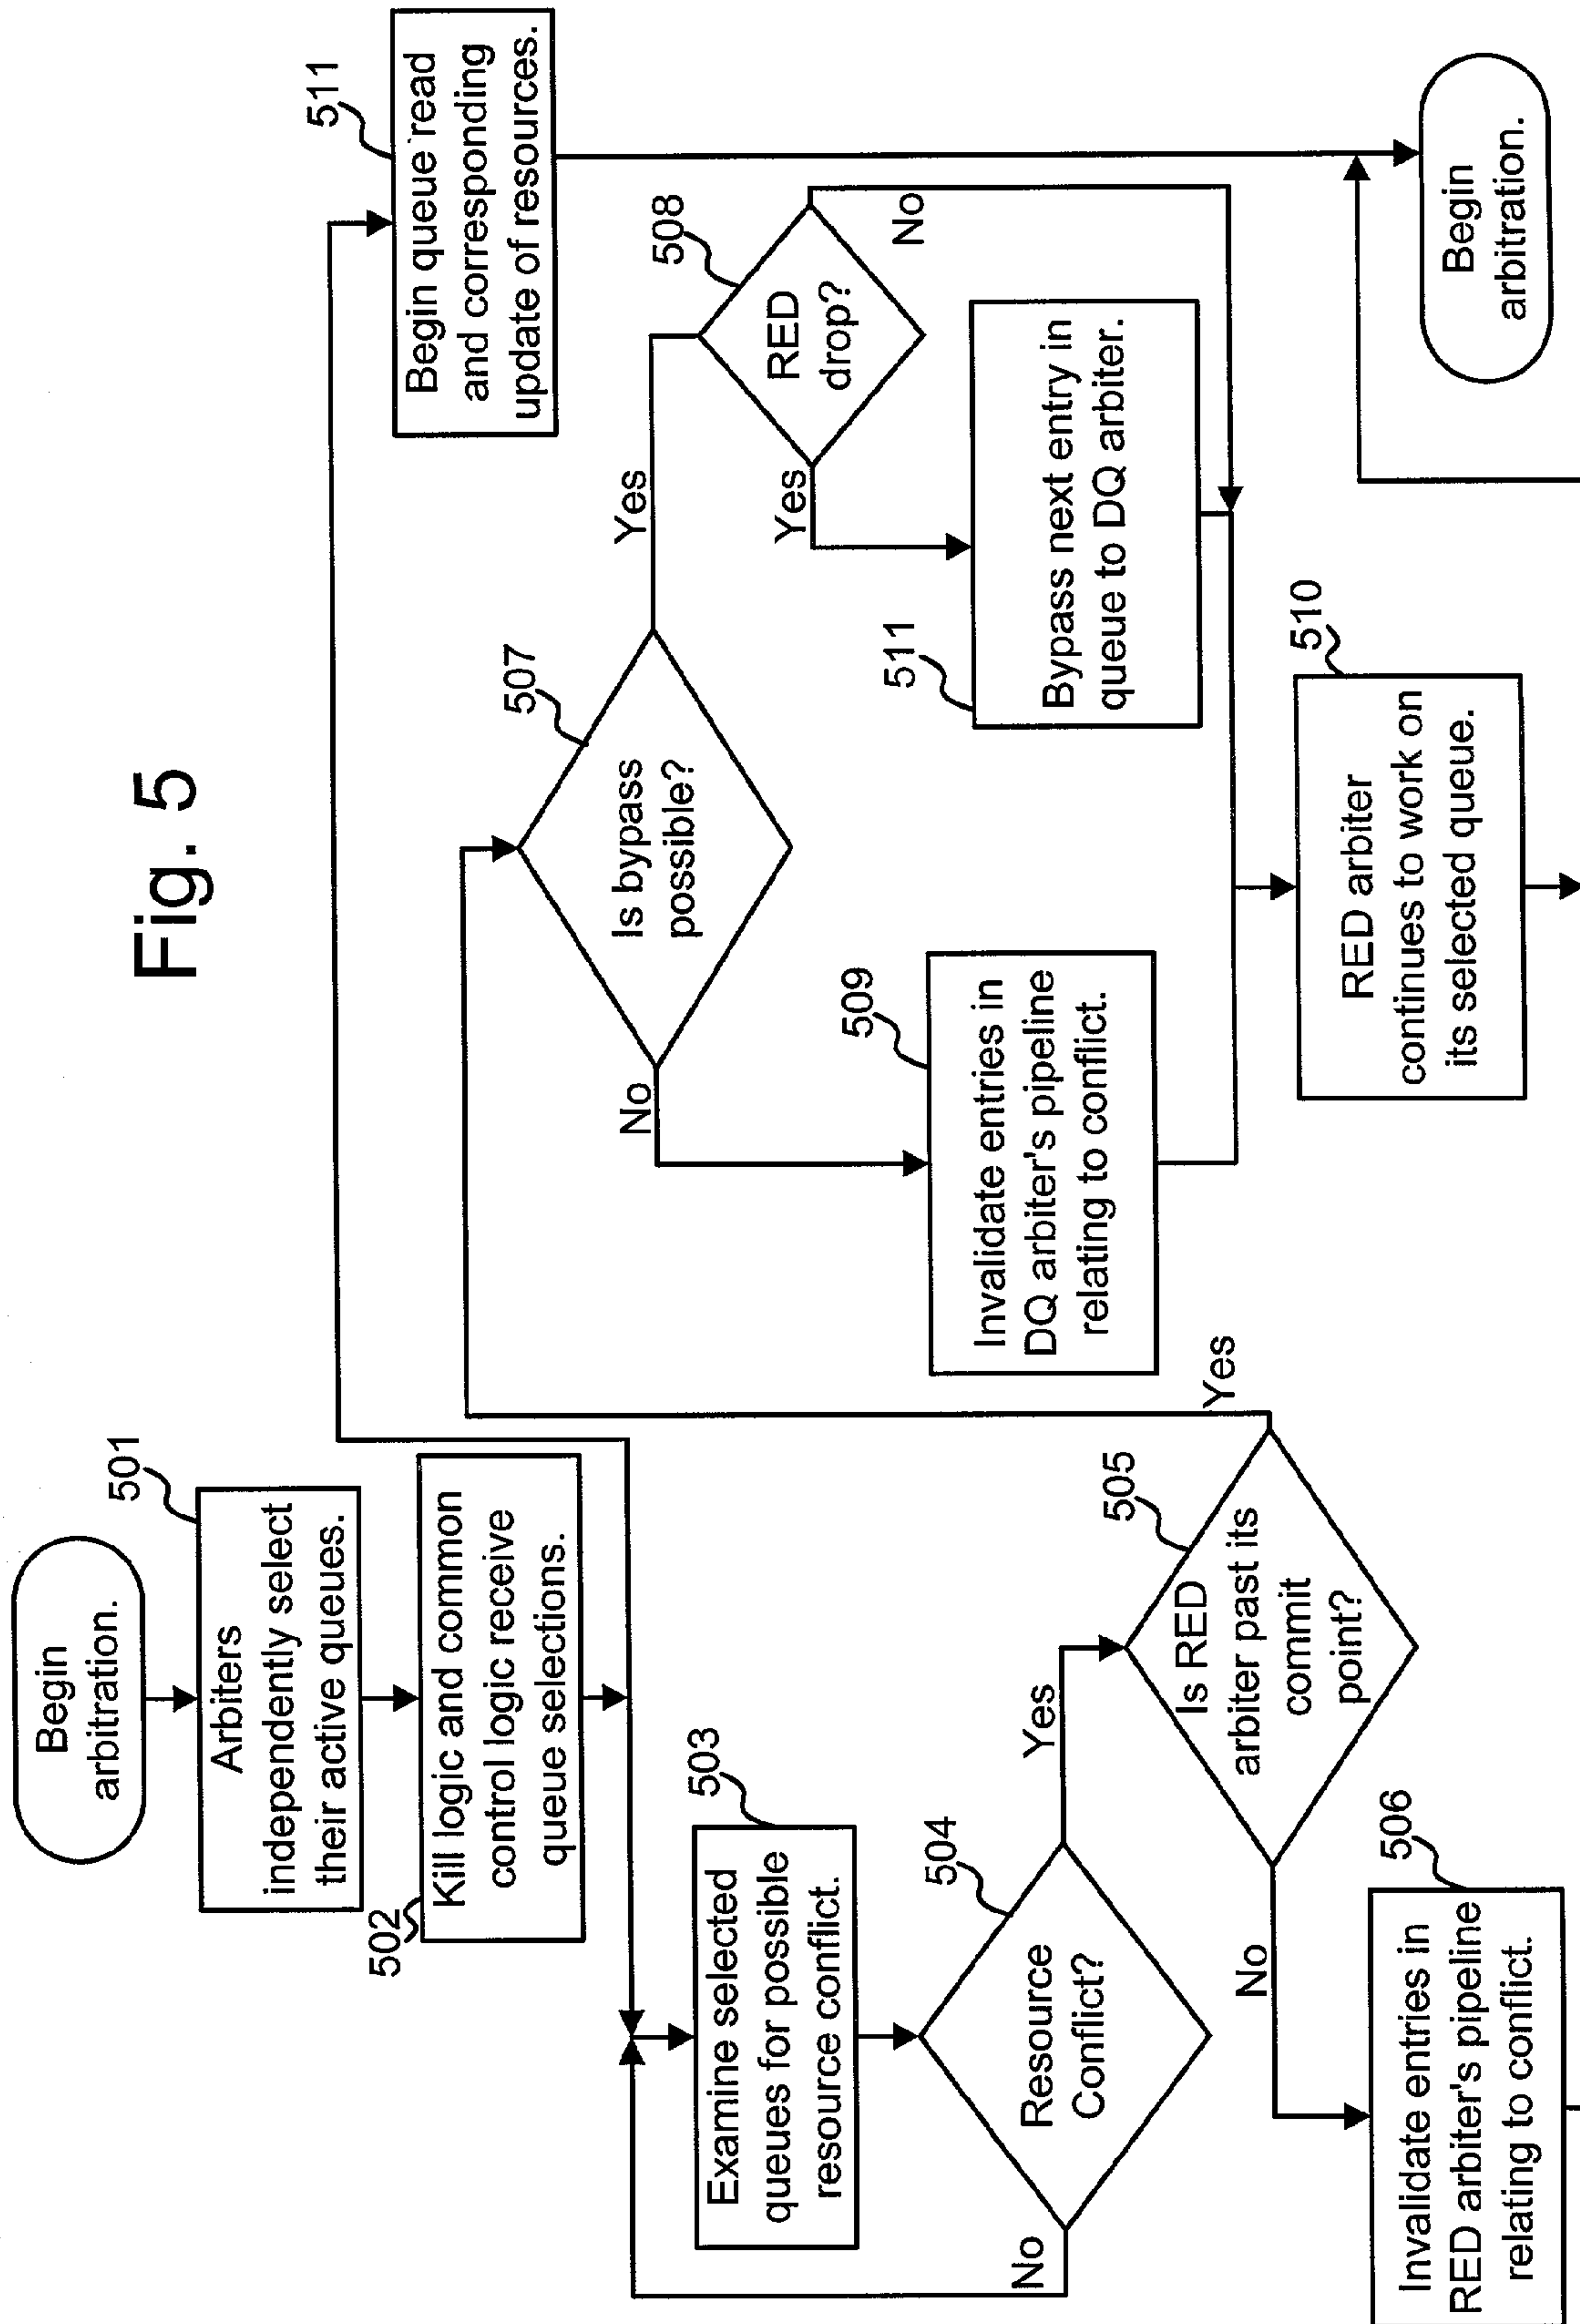 Fig. 5
Begin
arbitration.
501
Arbiters
independently select
their active queues.
502
Kill logic and common
control logic receive
queue selections.
503
Examine selected
queues for possible
resource conflict.
504
Resource
Conflict?
No
Yes
505
Is RED
arbiter past its
commit
point?
No
Yes
506
Invalidate entries in
RED arbiter's pipeline
relating to conflict.
507
Is bypass
possible?
No
Yes
509
Invalidate entries in
DQ arbiter's pipeline
relating to conflict.
508
RED
drop?
Yes
No
511
Bypass next entry in
queue to DQ arbiter.
510
RED arbiter
continues to work on
its selected queue.
511
Begin queue read
and corresponding
update of resources.
Begin
arbitration.